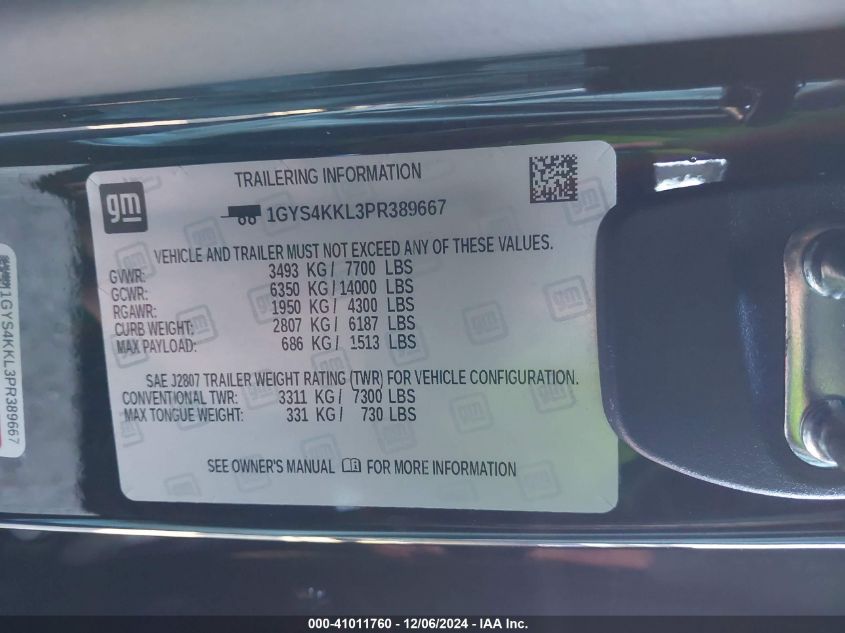 gm
TRAILERING INFORMATION
1GYS4KKL3PR389667
VEHICLE AND TRAILER MUST NOT EXCEED ANY OF THESE VALUES.
GVWR: 3493 KG / 7700 LBS
GCWR: 6350 KG / 14000 LBS
RGAWR: 1950 KG / 4300 LBS
CURB WEIGHT: 2807 KG / 6187 LBS
MAX PAYLOAD: 686 KG / 1513 LBS
SAE J2807 TRAILER WEIGHT RATING (TWR) FOR VEHICLE CONFIGURATION.
CONVENTIONAL TWR: 3311 KG / 7300 LBS
MAX TONGUE WEIGHT: 331 KG / 730 LBS
SEE OWNER'S MANUAL FOR MORE INFORMATION
1GYS4KKL3PR389667
000-41011760 - 12/06/2024 - IAA Inc.